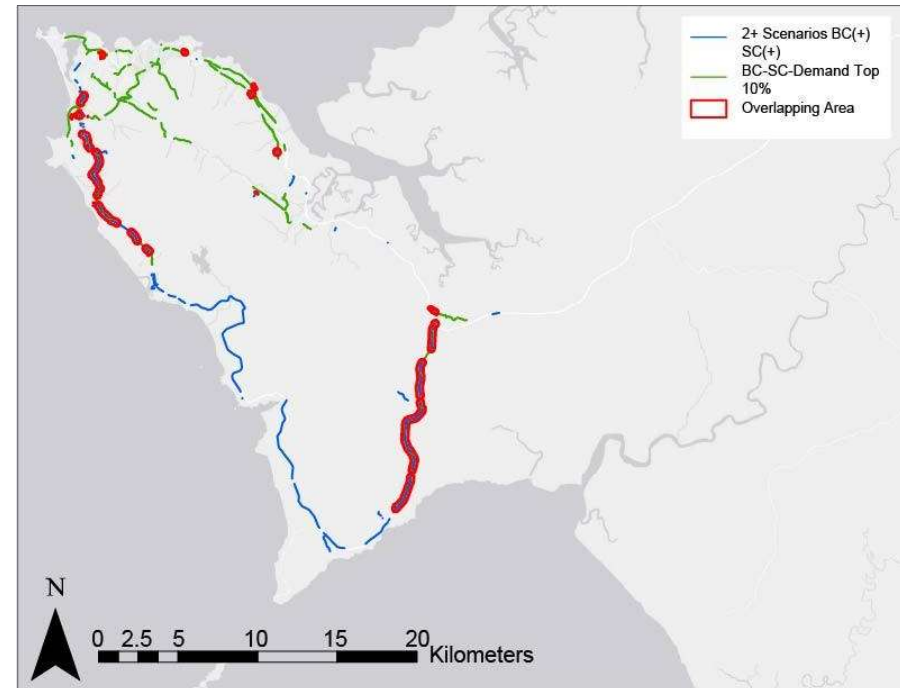 2+ Scenarios BC(+)
SC(+)
BC-SC-Demand Top
10%
Overlapping Area
N
0 2.5 5 10 15 20
Kilometers